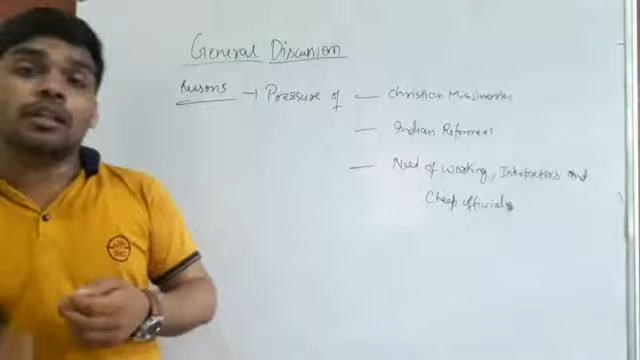 General Discussion
Reasons → Pressure of — Christian Missionaries
— Indian Reformers
— Need of working, Interpreters and
Cheap officials